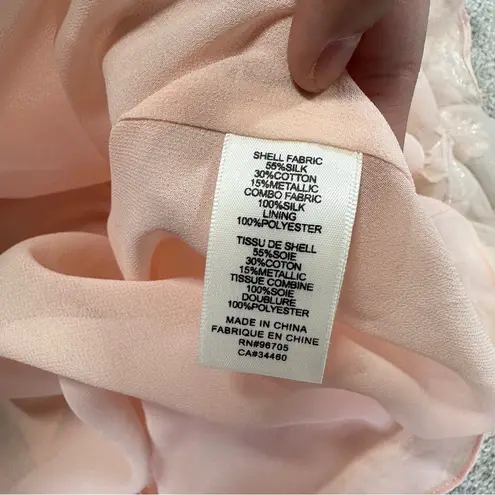 SHELL FABRIC
55%SILK
30%COTTON
15%METALLIC
COMBO FABRIC
100%SILK
LINING
100%POLYESTER
TISSU DE SHELL
55%SOIE
30%COTON
15%METALLIC
TISSUE COMBINE
100%SOIE
DOUBLURE
100%POLYESTER
MADE IN CHINA
FABRIQUE EN CHINE
RN#96705
CA#34460